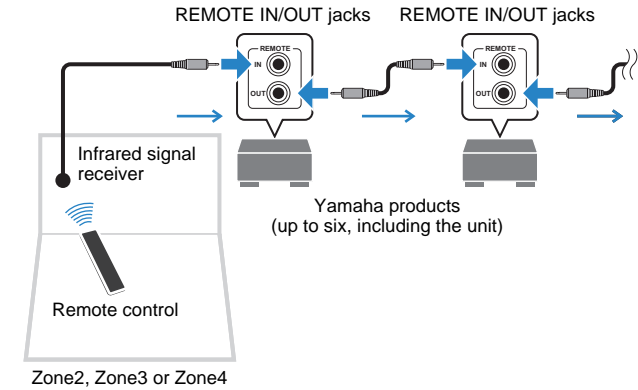 REMOTE IN/OUT jacks
REMOTE IN/OUT jacks
REMOTE
IN
OUT
REMOTE
IN
OUT
Infrared signal
receiver
Yamaha products
(up to six, including the unit)
Remote control
Zone2, Zone3 or Zone4